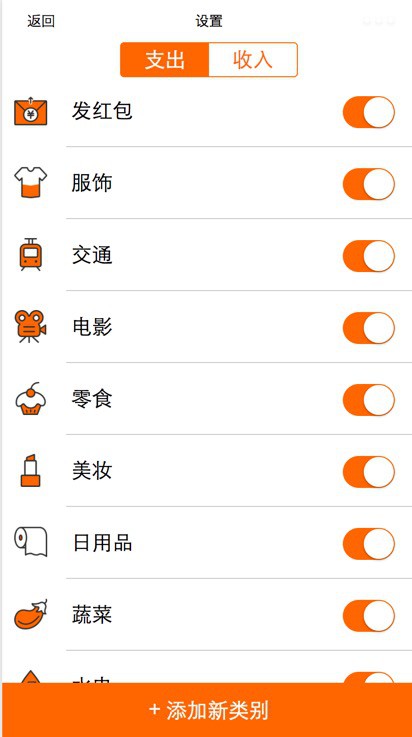 返回
设置
支出
收入
发红包
服饰
交通
电影
零食
美妆
日用品
蔬菜
+ 添加新类别